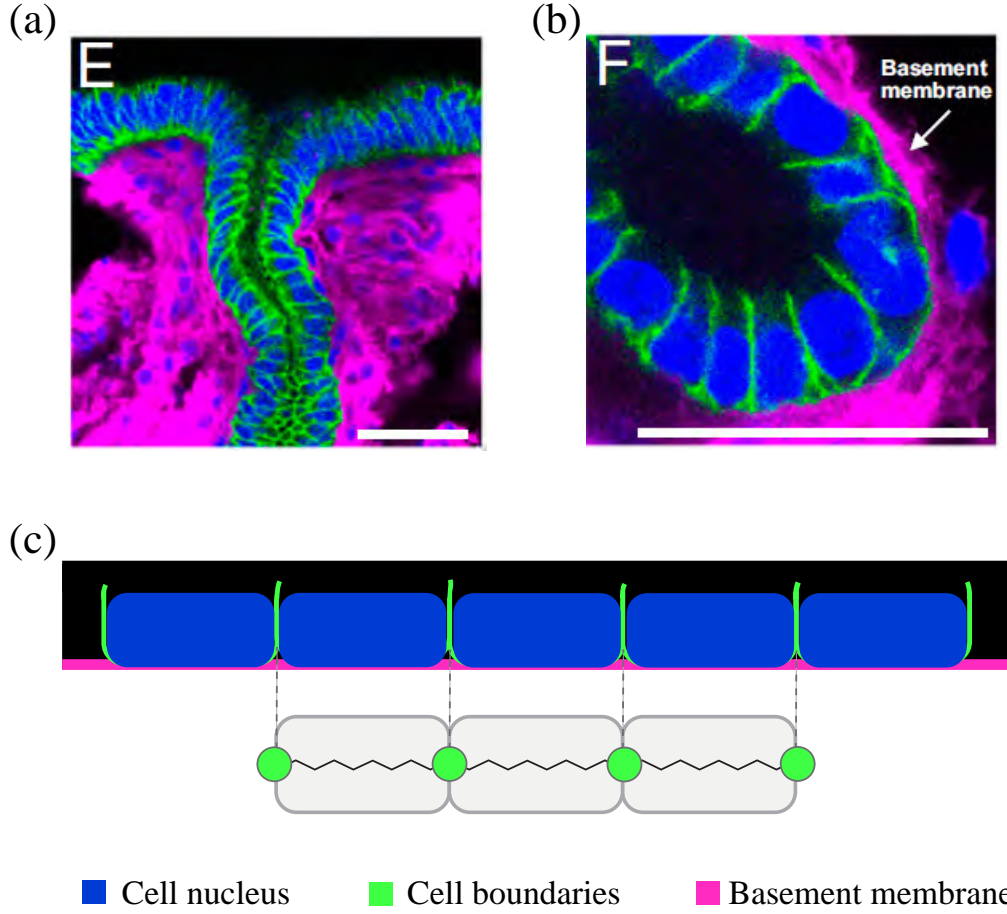 (a)
(b)
E
F
Basement
membrane
(c)
Cell nucleus
Cell boundaries
Basement membrane